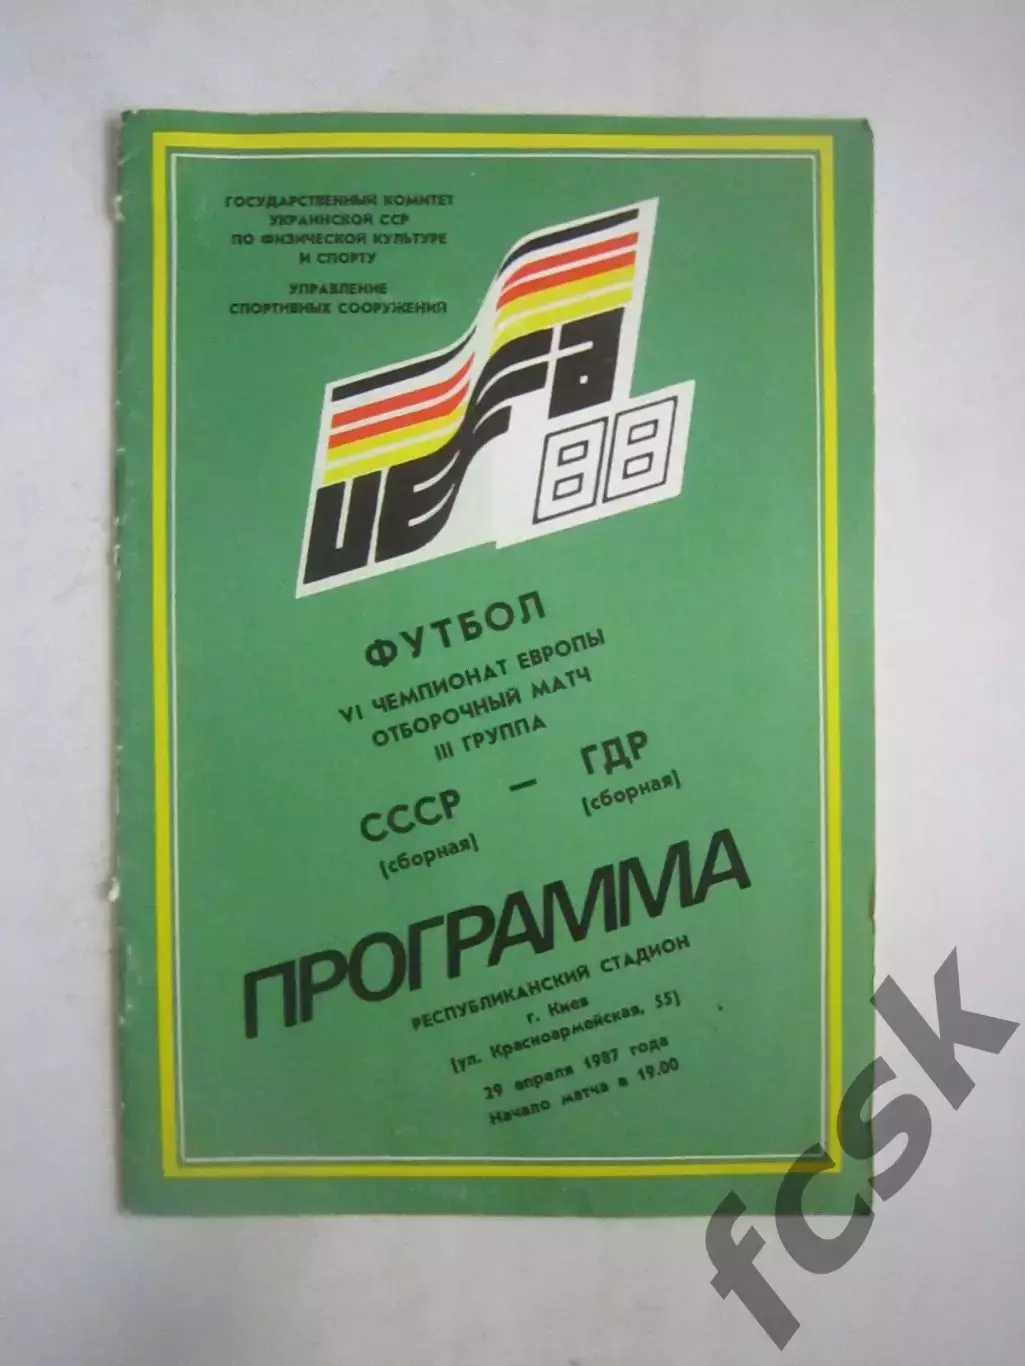 ГОСУДАРСТВЕННЫЙ КОМИТЕТ
УКРАИНСКОЙ ССР
ПО ФИЗИЧЕСКОЙ КУЛЬТУРЕ
И СПОРТУ
УПРАВЛЕНИЕ
СПОРТИВНЫХ СООРУЖЕНИЙ
UEFA
88
ФУТБОЛ
VI ЧЕМПИОНАТ ЕВРОПЫ
ОТБОРОЧНЫЙ МАТЧ
III ГРУППА
СССР — ГДР
(сборная) (сборная)
ПРОГРАММА
РЕСПУБЛИКАНСКИЙ СТАДИОН
г. Киев
(ул. Красноармейская, 55)
29 апреля 1987 года
Начало матча в 19.00
fcsk